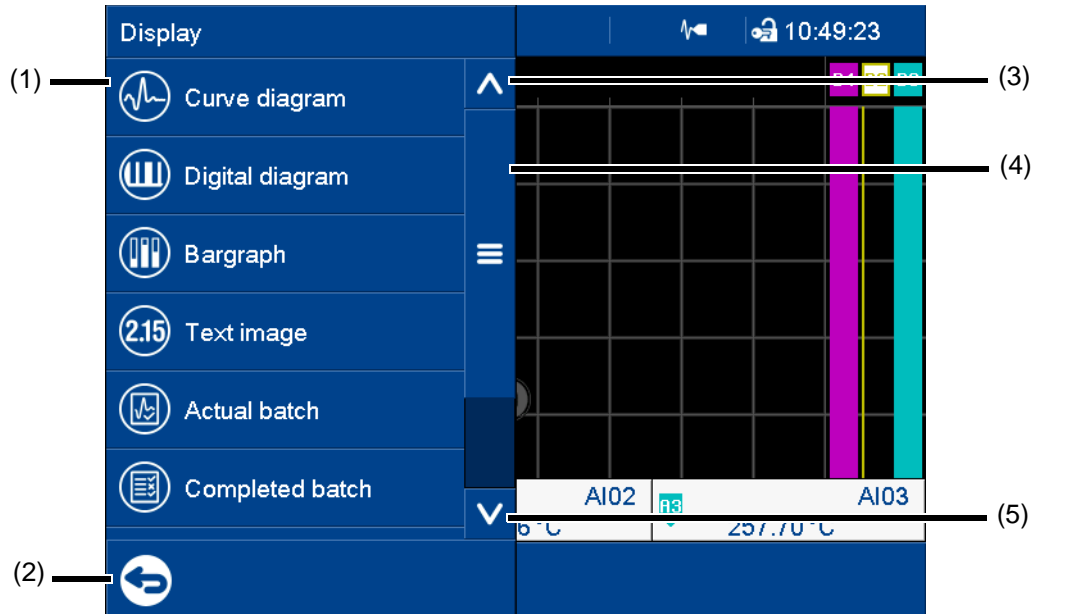 Display
10:49:23
(1)
(3)
Curve diagram
(4)
Digital diagram
Bargraph
2.15 Text image
Actual batch
Completed batch
AI02
AI03
(5)
257.70 °C
(2)